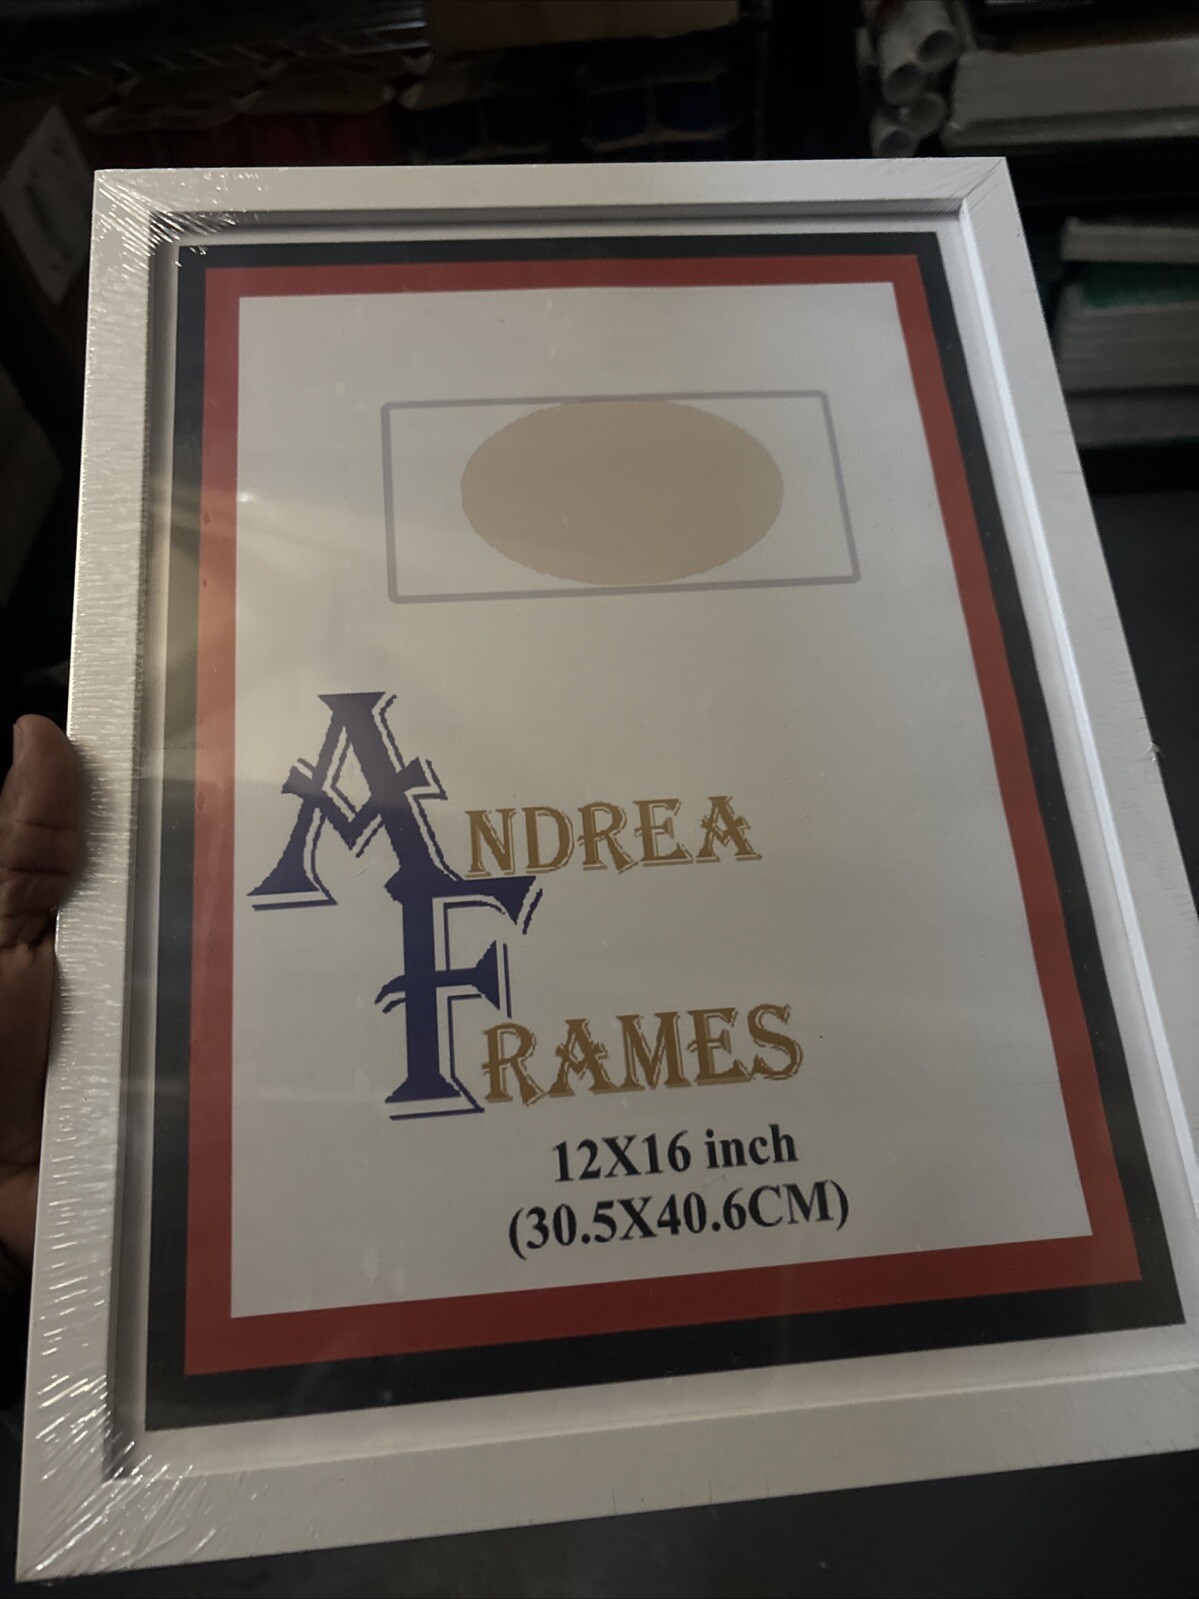 ANDREA
FRAMES
12X16 inch
(30.5X40.6CM)